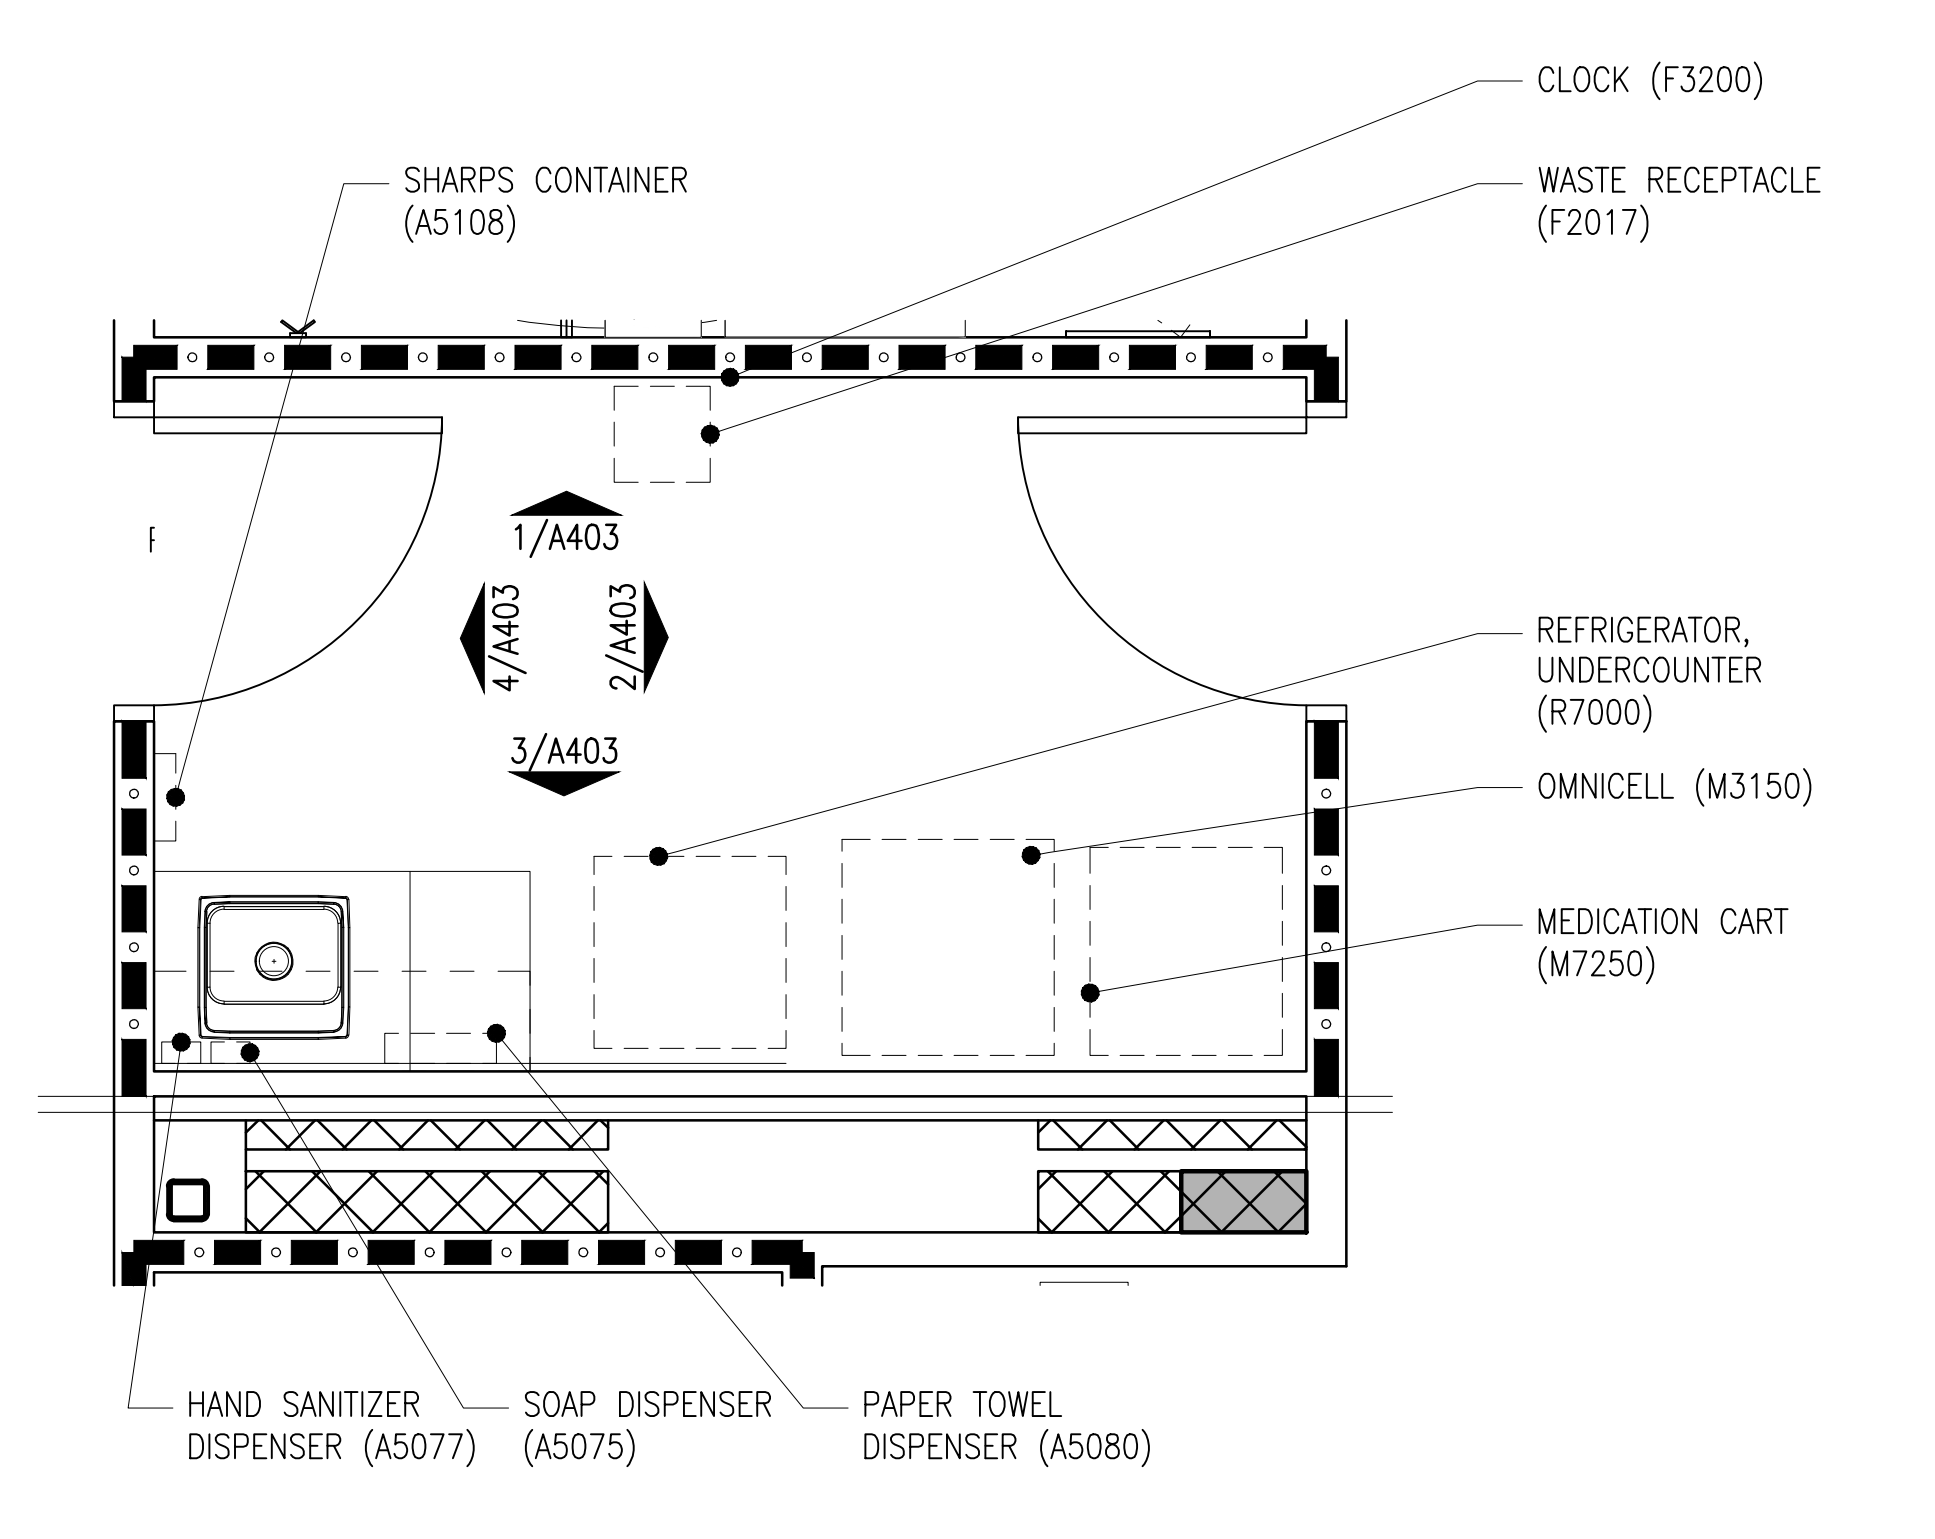 CLOCK (F3200)
SHARPS CONTAINER
(A5108)
WASTE RECEPTACLE
(F2017)
F
1/A403
4/A403
2/A403
3/A403
REFRIGERATOR,
UNDERCOUNTER
(R7000)
OMNICELL (M3150)
MEDICATION CART
(M7250)
HAND SANITIZER
DISPENSER (A5077)
SOAP DISPENSER
(A5075)
PAPER TOWEL
DISPENSER (A5080)